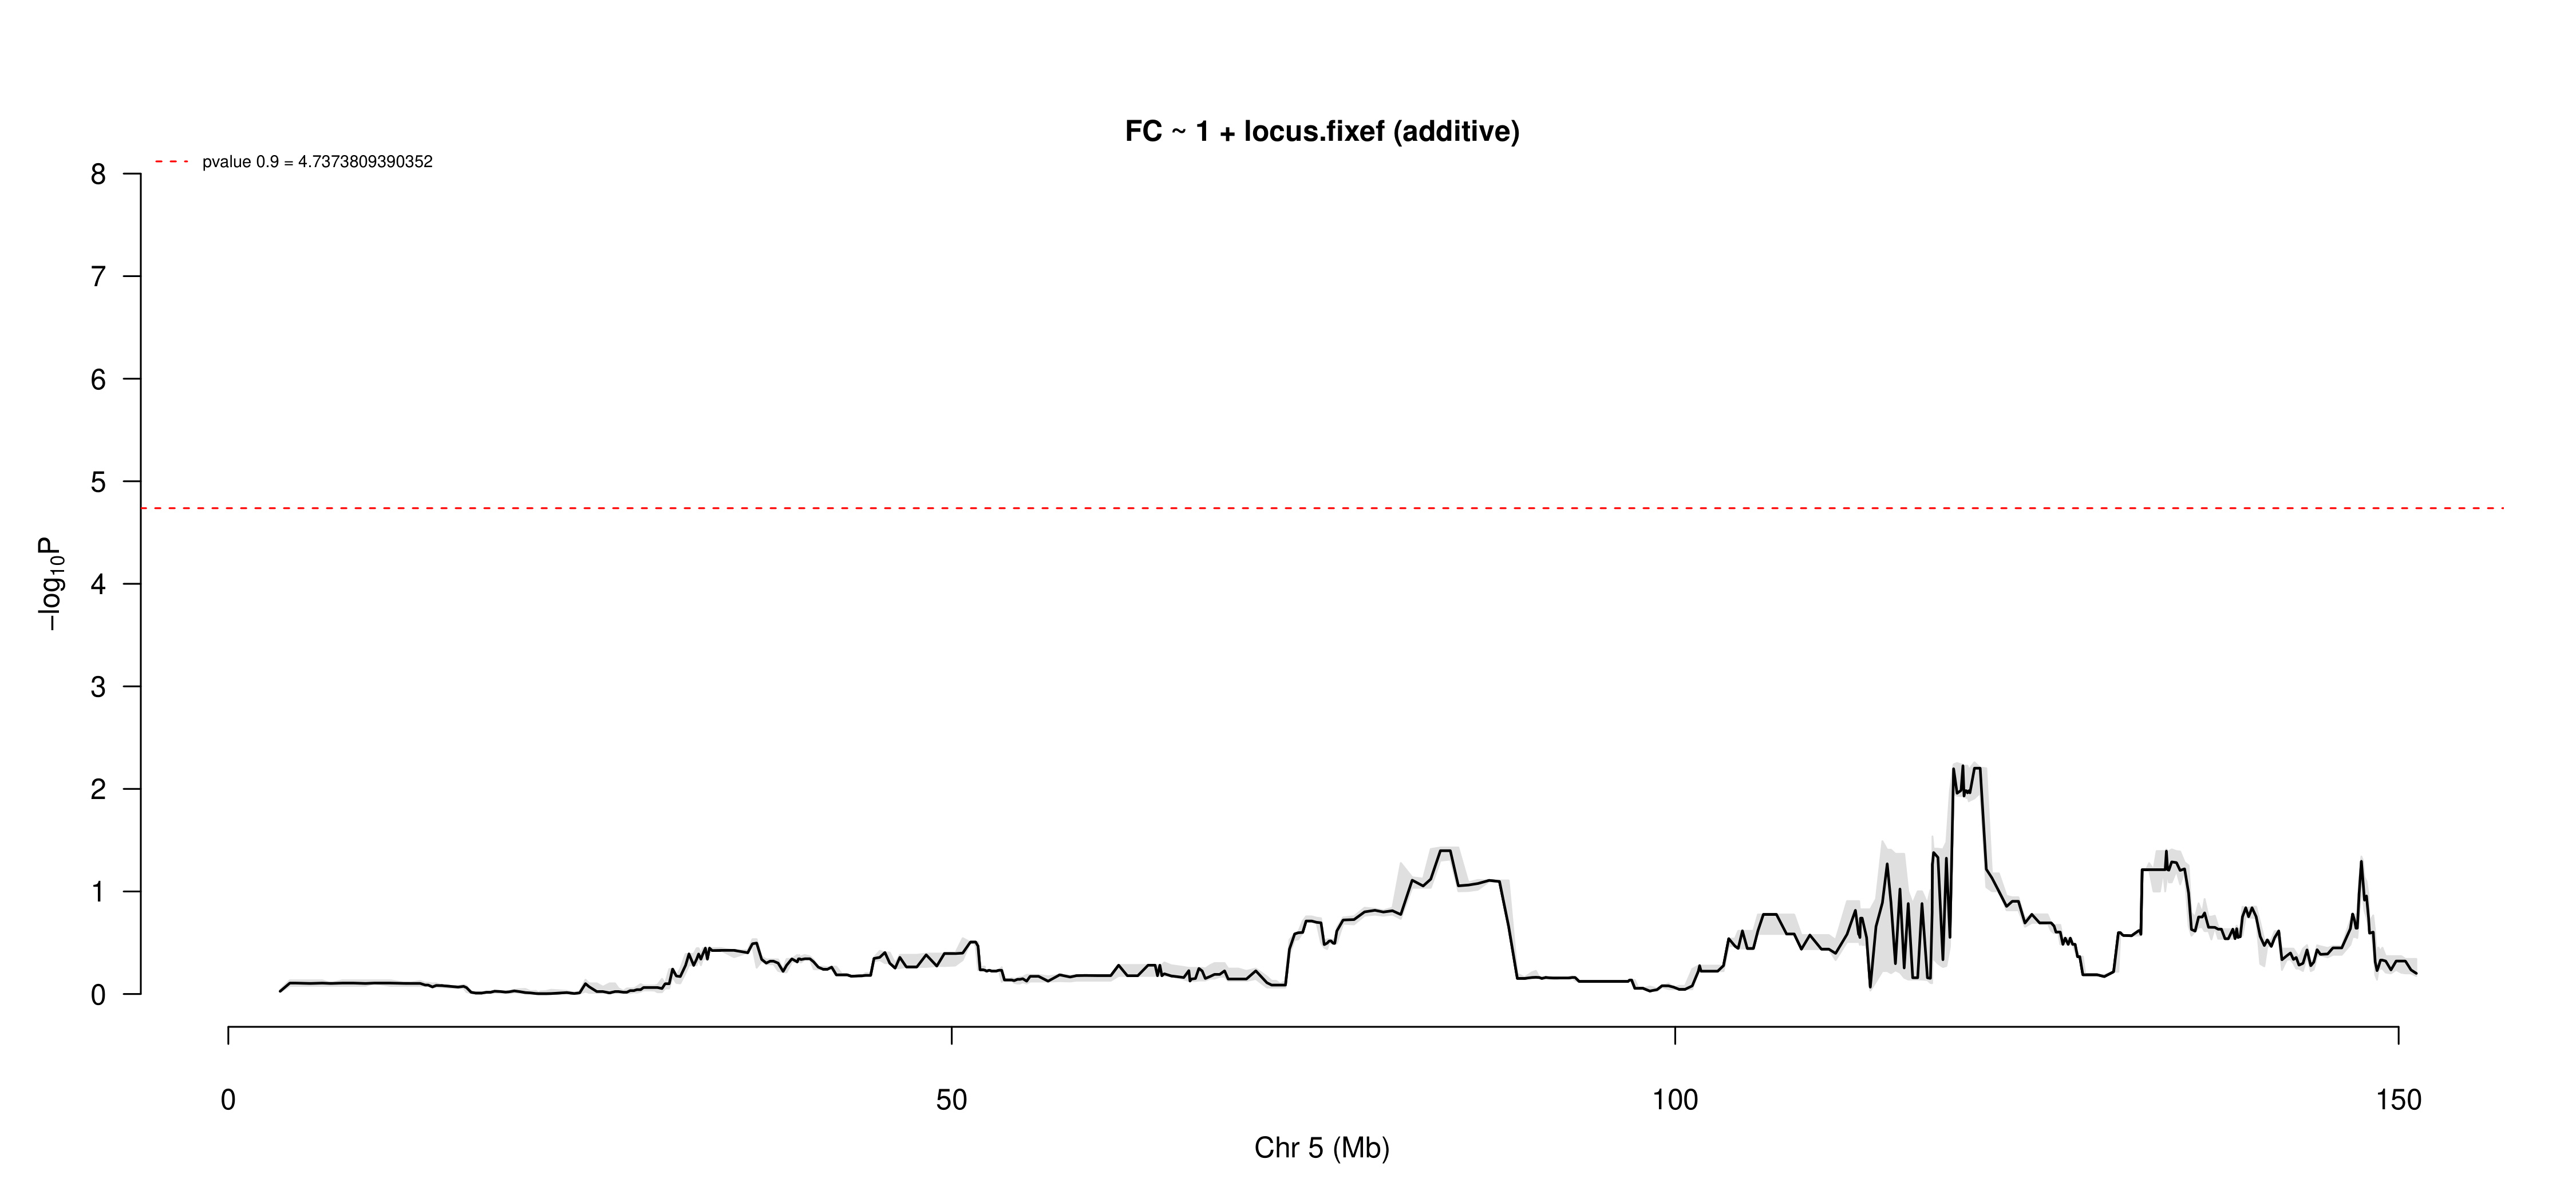 FC ~ 1 + locus.fixef (additive)
pvalue 0.9 = 4.7373809390352
8
7
6
5
4
3
2
1
0
−log10P
0 50 100 150
Chr 5 (Mb)